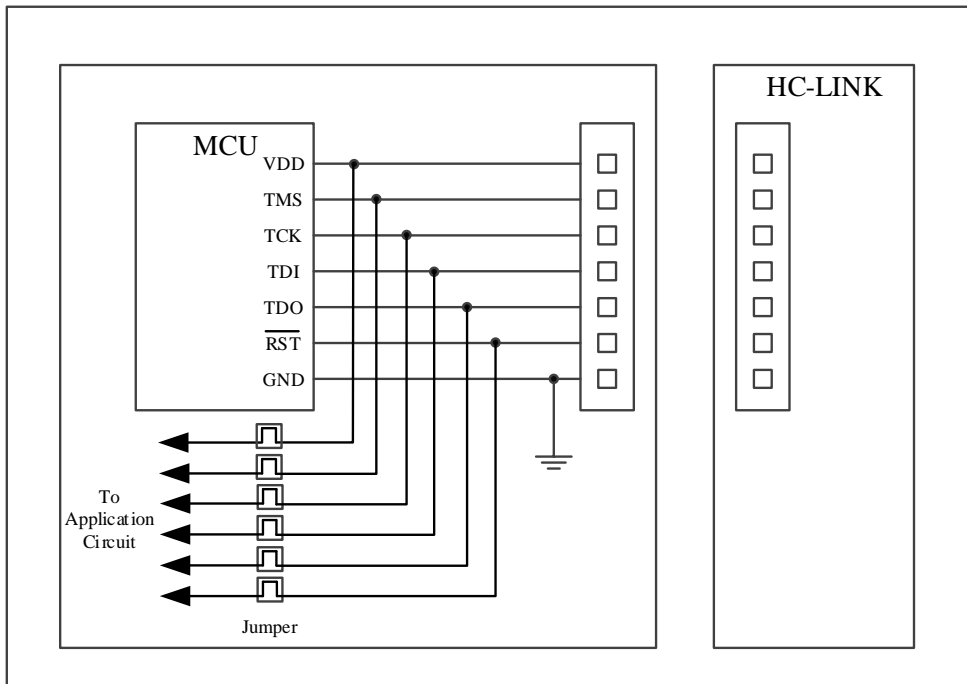 HC-LINK
MCU
VDD
TMS
TCK
TDI
TDO
RST
GND
To
Application
Circuit
Jumper